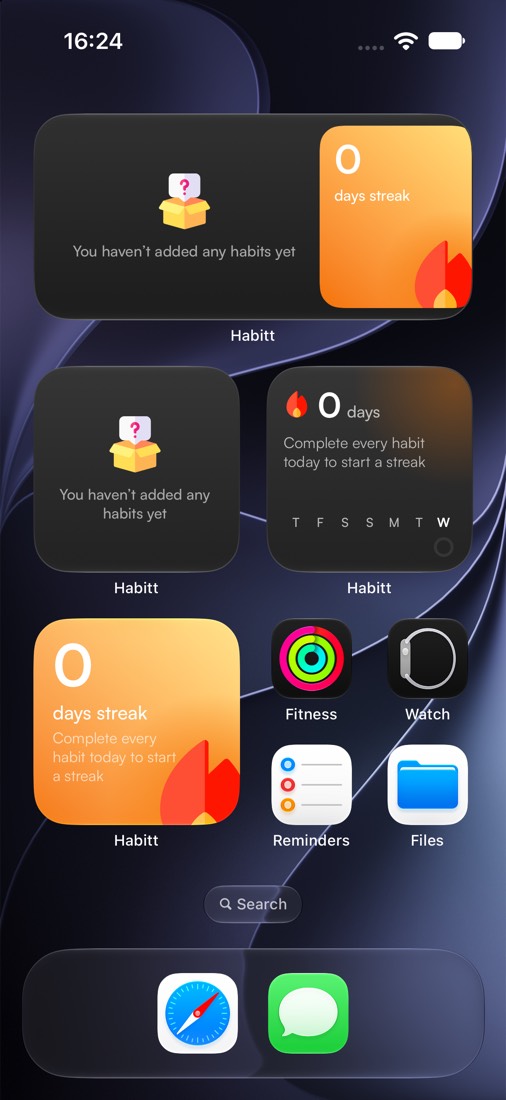 16:24
?
You haven't added any habits yet
0
days streak
Habitt
?
You haven't added any
habits yet
Habitt
0 days
Complete every habit
today to start a streak
T F S S M T W
Habitt
0
days streak
Complete every
habit today to start
a streak
Habitt
Fitness
Watch
Reminders
Files
Search